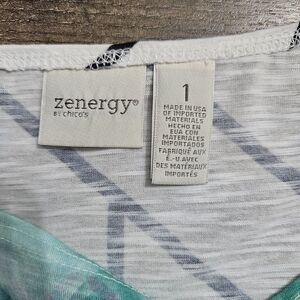 zenergy®
BY chico's
1
MADE IN USA
OF IMPORTED
MATERIALS
HECHO EN
EUA CON
MATERIALES
IMPORTADOS
FABRIQUÉ AUX
É.-U AVEC
DES MATÉRIAUX
IMPORTÉS